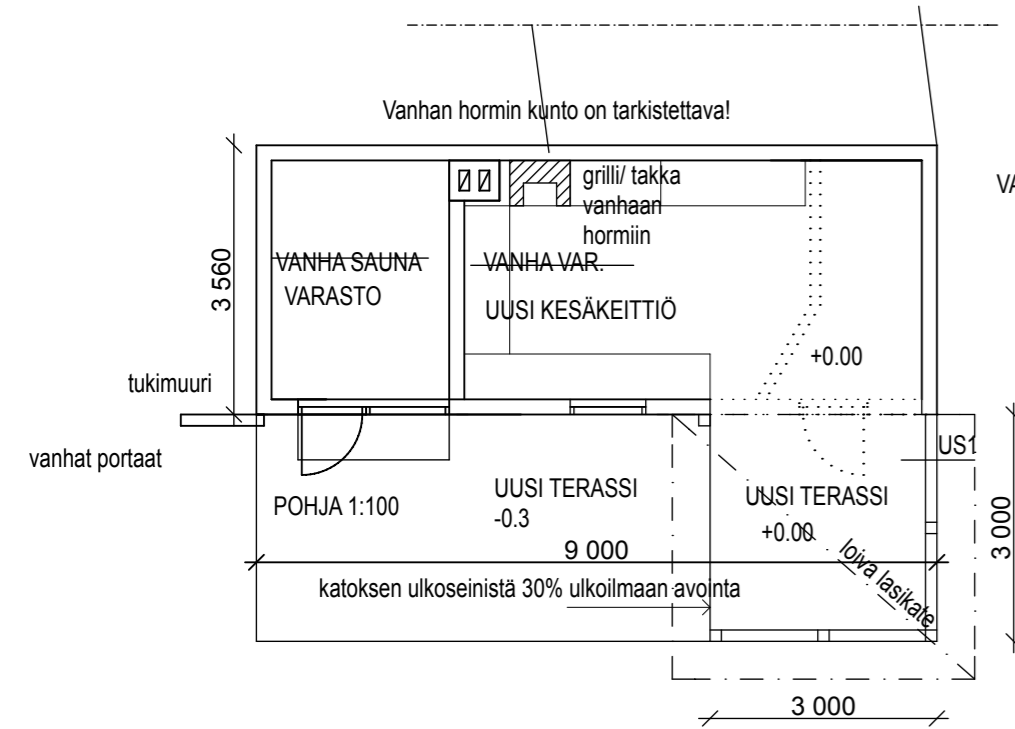 Vanhan hormin kunto on tarkistettava!
VA
grilli/ takka
vanhaan
hormiin
3 560
VANHA SAUNA
VARASTO
VANHA VAR.
UUSI KESÄKEITTIÖ
+0.00
tukimuuri
vanhat portaat
US1
POHJA 1:100
UUSI TERASSI
-0.3
UUSI TERASSI
+0.00
3 000
9 000
loiva lasikate
katoksen ulkoseinistä 30% ulkoilmaan avointa
3 000